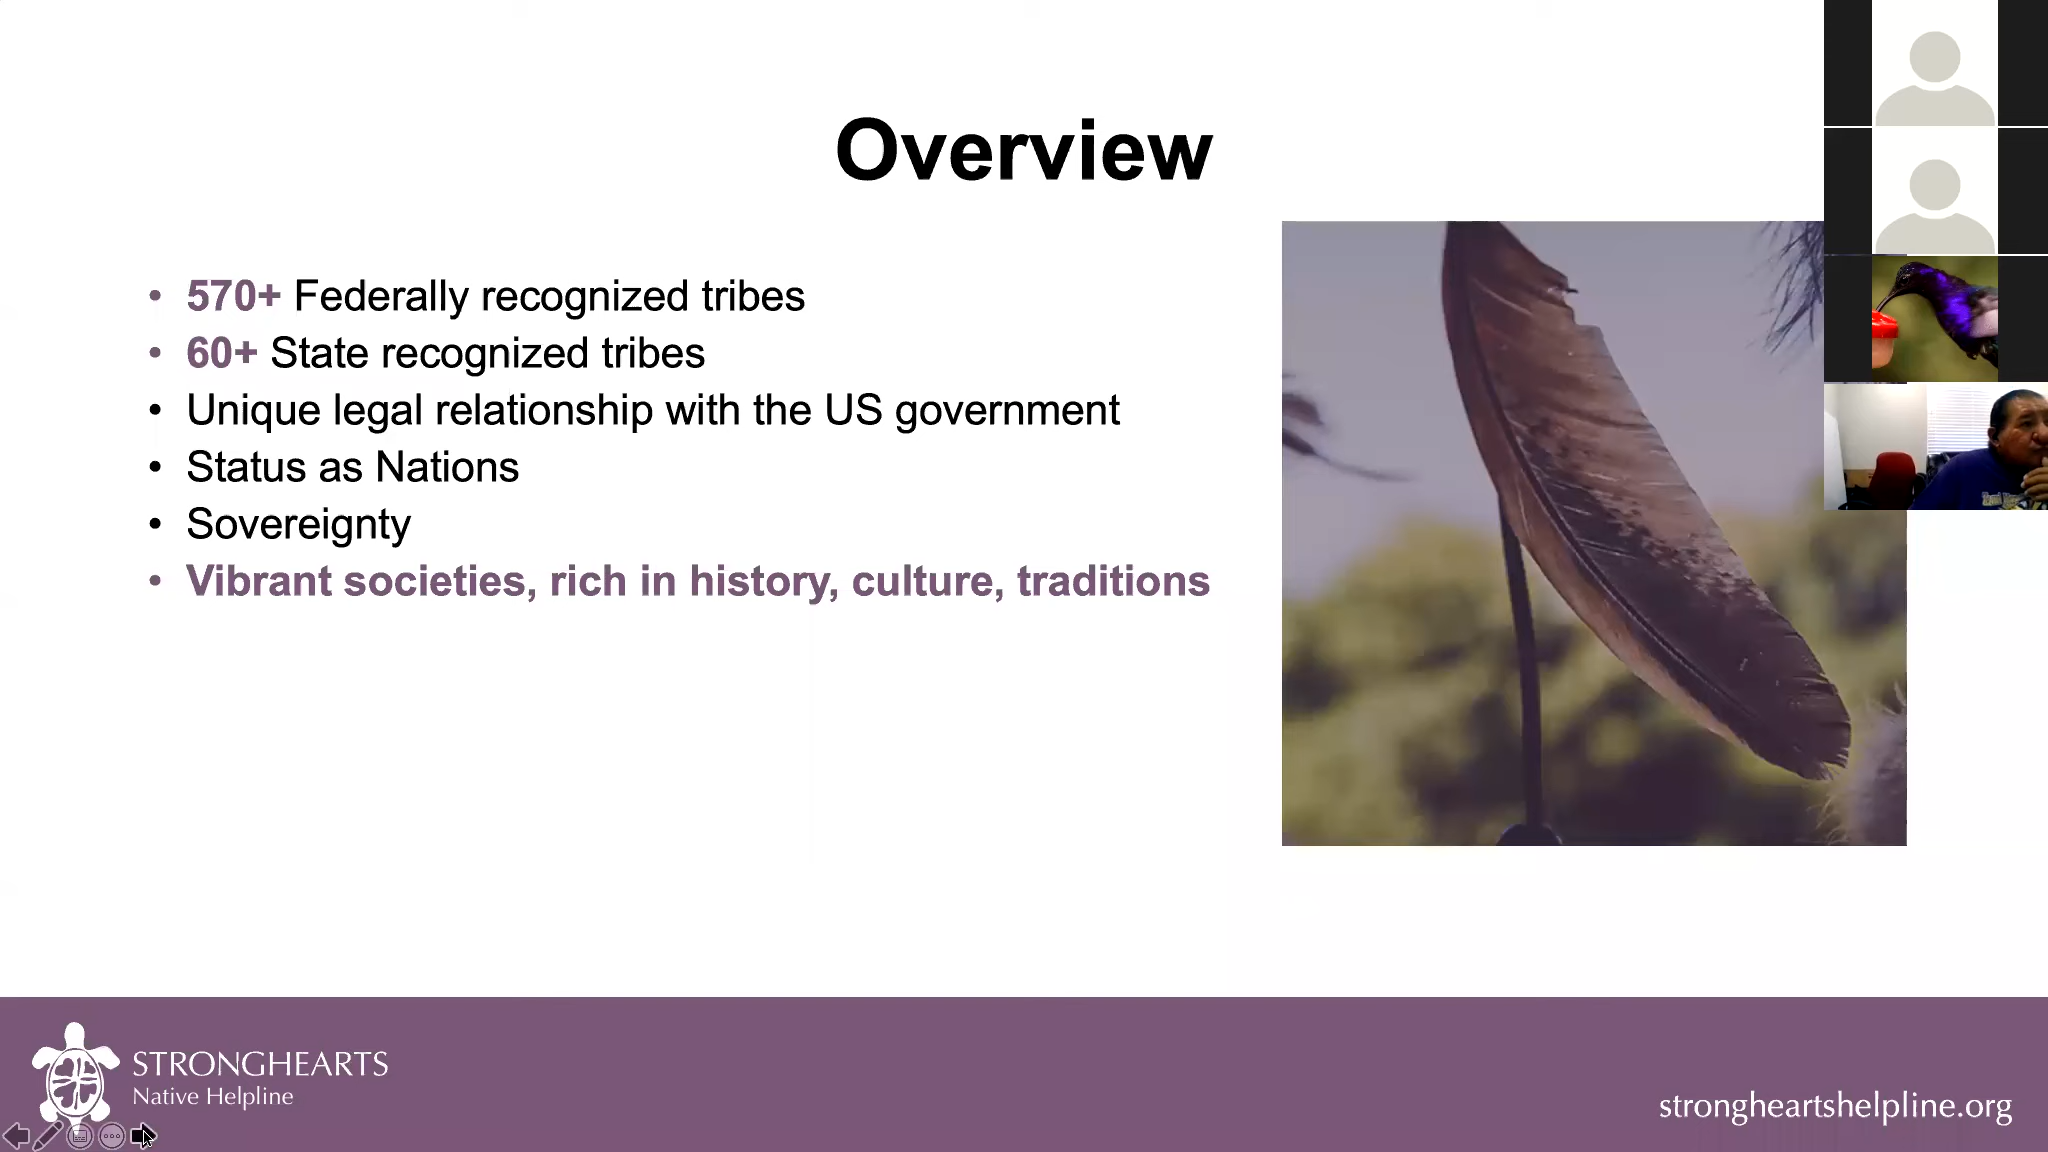 Overview
• 570+ Federally recognized tribes
• 60+ State recognized tribes
• Unique legal relationship with the US government
• Status as Nations
• Sovereignty
• Vibrant societies, rich in history, culture, traditions
STRONGHEARTS
Native Helpline
strongheartshelpline.org